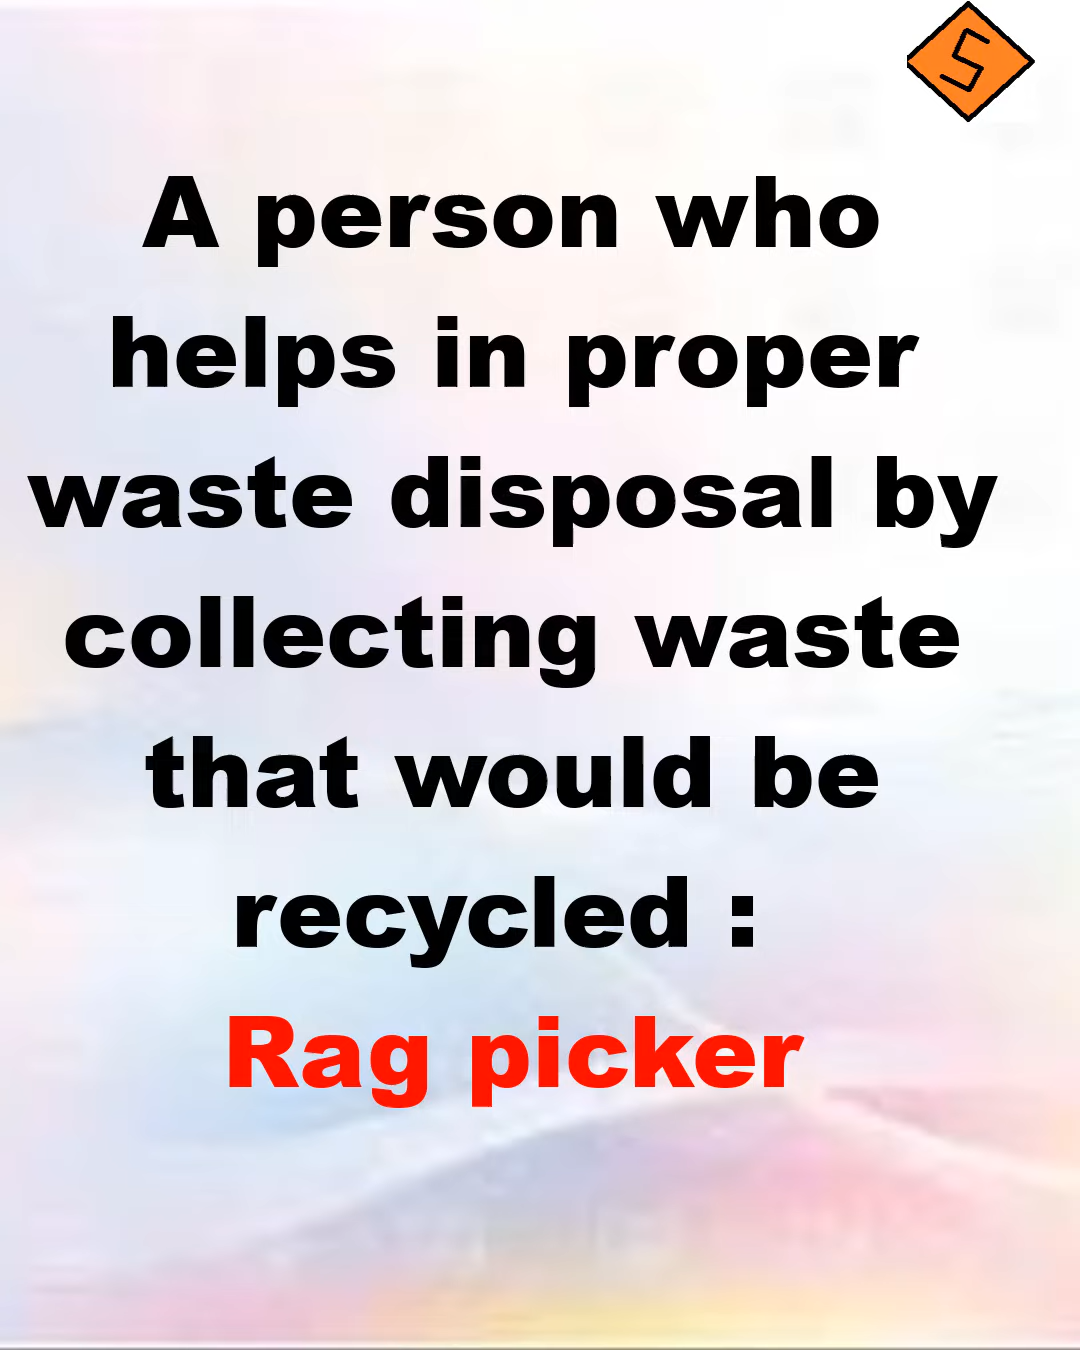 S
A person who
helps in proper
waste disposal by
collecting waste
that would be
recycled :
Rag picker